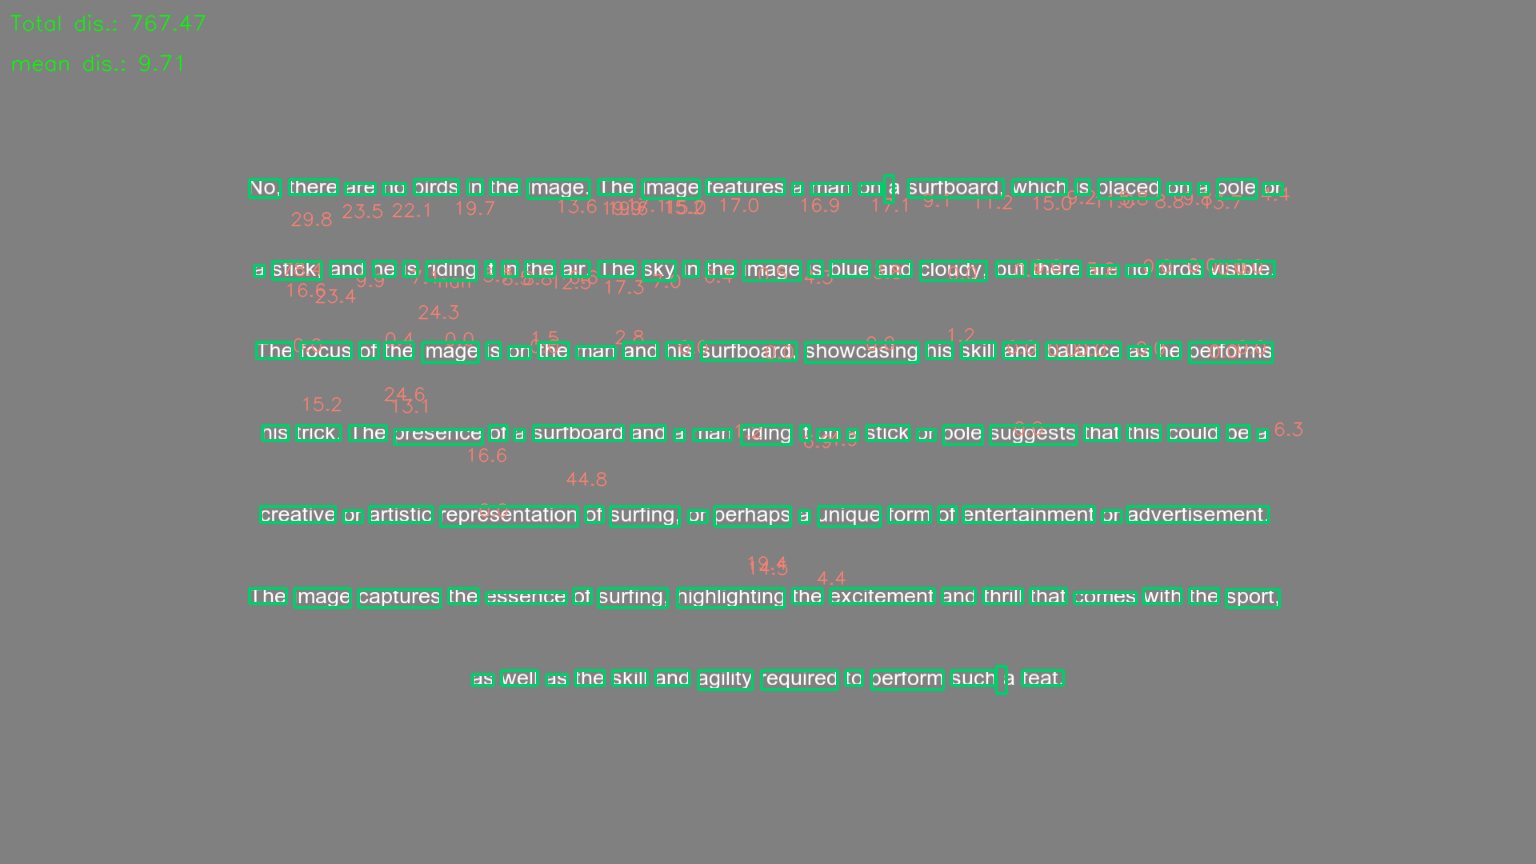 Total dis.: 767.47
mean dis.: 9.71
No, there are no birds in the image. The image features a man on a surfboard, which is placed on a pole or
29.8 23.5 22.1 19.7 13.6 17.0 16.9 17.1 9.1 11.2 15.0 9.2 8.8 13.7 4.4
a stick, and he is riding it in the air. The sky in the image is blue and cloudy, but there are no birds visible.
16.6 23.4 9.9 12.5 17.3 7.0
24.3
The focus of the image is on the man and his surfboard, showcasing his skill and balance as he performs
0.4 0.0 1.5 2.8 1.2
15.2 24.6 13.1
his trick. The presence of a surfboard and a man riding it on a stick or pole suggests that this could be a
6.3
16.6
44.8
creative or artistic representation of surfing, or perhaps a unique form of entertainment or advertisement.
19.4 14.5 4.4
The image captures the essence of surfing, highlighting the excitement and thrill that comes with the sport,
as well as the skill and agility required to perform such a feat.